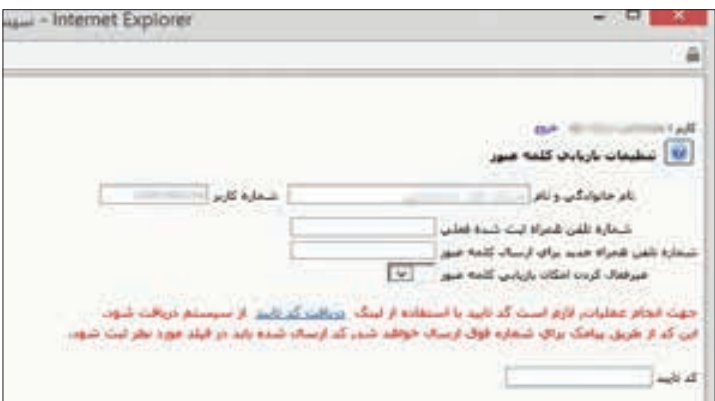 Internet Explorer -
کاربر: خروج
تنظیمات بازیابی کلمه عبور
نام خانوادگی و نام شماره کاربر
شماره تلفن همراه ثبت شده فعلی
شماره تلفن همراه جدید برای ارسال کلمه عبور
غیرفعال کردن امکان بازیابی کلمه عبور
جهت انجام عملیات، لازم است کد تایید با استفاده از لینک دریافت کد تایید از سیستم دریافت شود.
این کد از طریق پیامک برای شماره فوق ارسال خواهد شد، کد ارسال شده باید در فیلد مورد نظر ثبت شود.
کد تایید